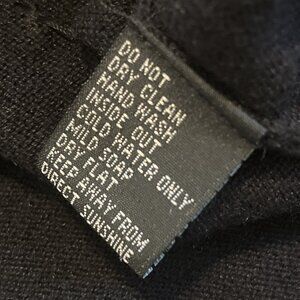 DO NOT
DRY CLEAN
HAND WASH
INSIDE OUT
COLD WATER ONLY
MILD SOAP
DRY FLAT
KEEP AWAY FROM
DIRECT SUNSHINE